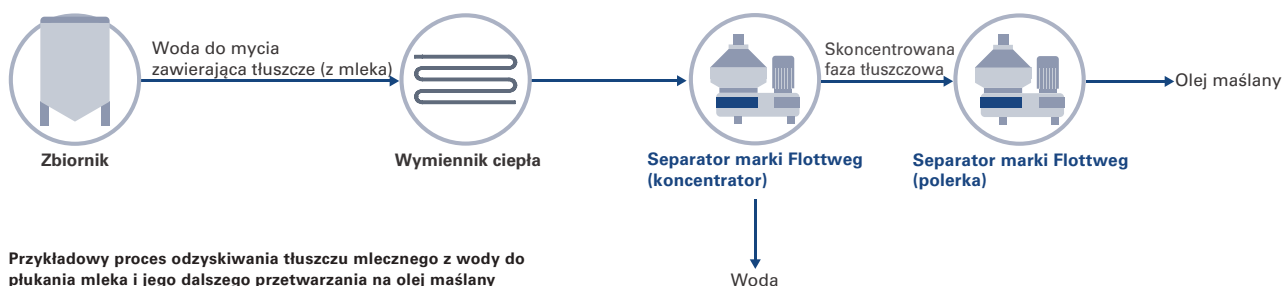 Woda do mycia
zawierająca tłuszcze (z mleka)
Skoncentrowana
faza tłuszczowa
Olej maślany
Zbiornik
Wymiennik ciepła
Separator marki Flottweg
(koncentrator)
Separator marki Flottweg
(polerka)
Przykładowy proces odzyskiwania tłuszczu mlecznego z wody do
płukania mleka i jego dalszego przetwarzania na olej maślany
Woda